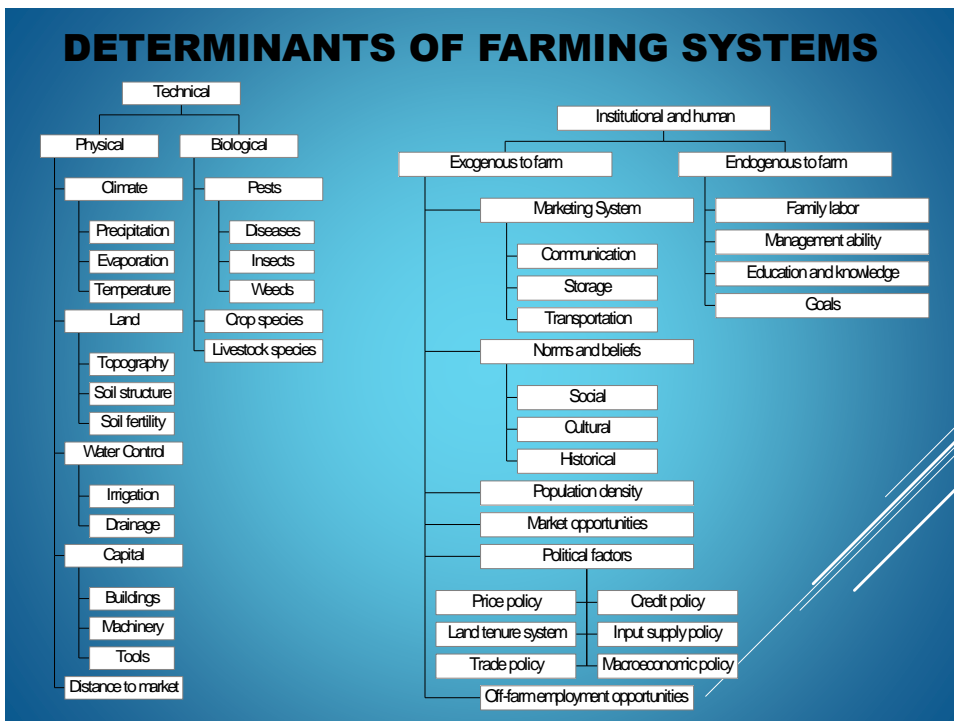 DETERMINANTS OF FARMING SYSTEMS
Technical
Physical
Climate
Precipitation
Evaporation
Temperature
Land
Topography
Soil structure
Soil fertility
Water Control
Irrigation
Drainage
Capital
Buildings
Machinery
Tools
Distance to market
Biological
Pests
Diseases
Insects
Weeds
Crop species
Livestock species
Institutional and human
Exogenous to farm
Marketing System
Communication
Storage
Transportation
Norms and beliefs
Social
Cultural
Historical
Population density
Market opportunities
Political factors
Price policy
Credit policy
Land tenure system
Input supply policy
Trade policy
Macroeconomic policy
Off-farm employment opportunities
Endogenous to farm
Family labor
Management ability
Education and knowledge
Goals